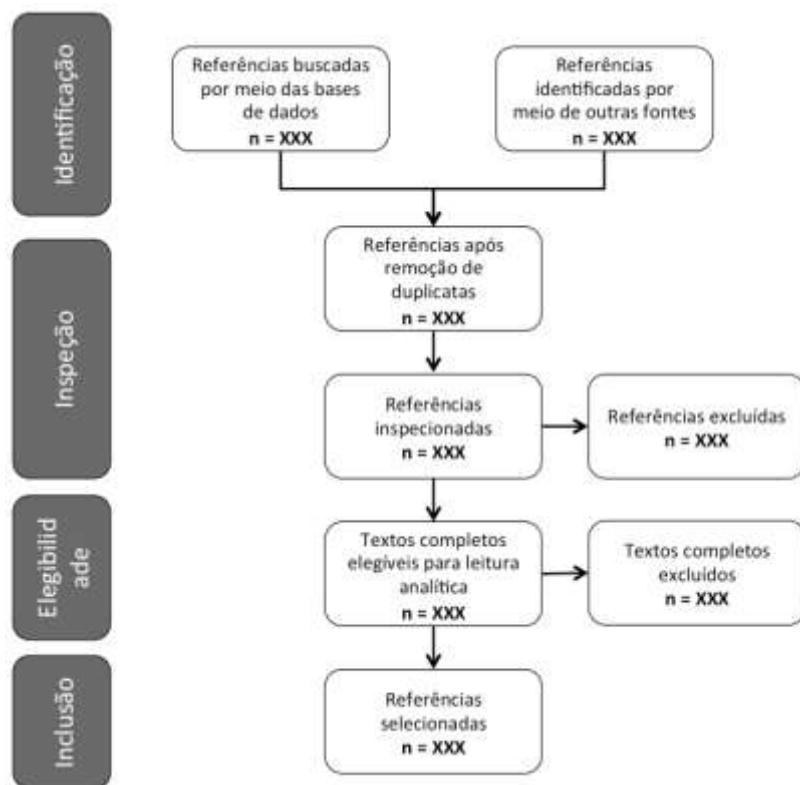 Identificação
Referências buscadas
por meio das bases
de dados
n = XXX
Referências
identificadas por
meio de outras fontes
n = XXX
Inspeção
Referências após
remoção de
duplicatas
n = XXX
Referências
inspecionadas
n = XXX
Referências excluídas
n = XXX
Elegibilid
ade
Textos completos
elegíveis para leitura
analítica
n = XXX
Textos completos
excluídos
n = XXX
Inclusão
Referências
selecionadas
n = XXX